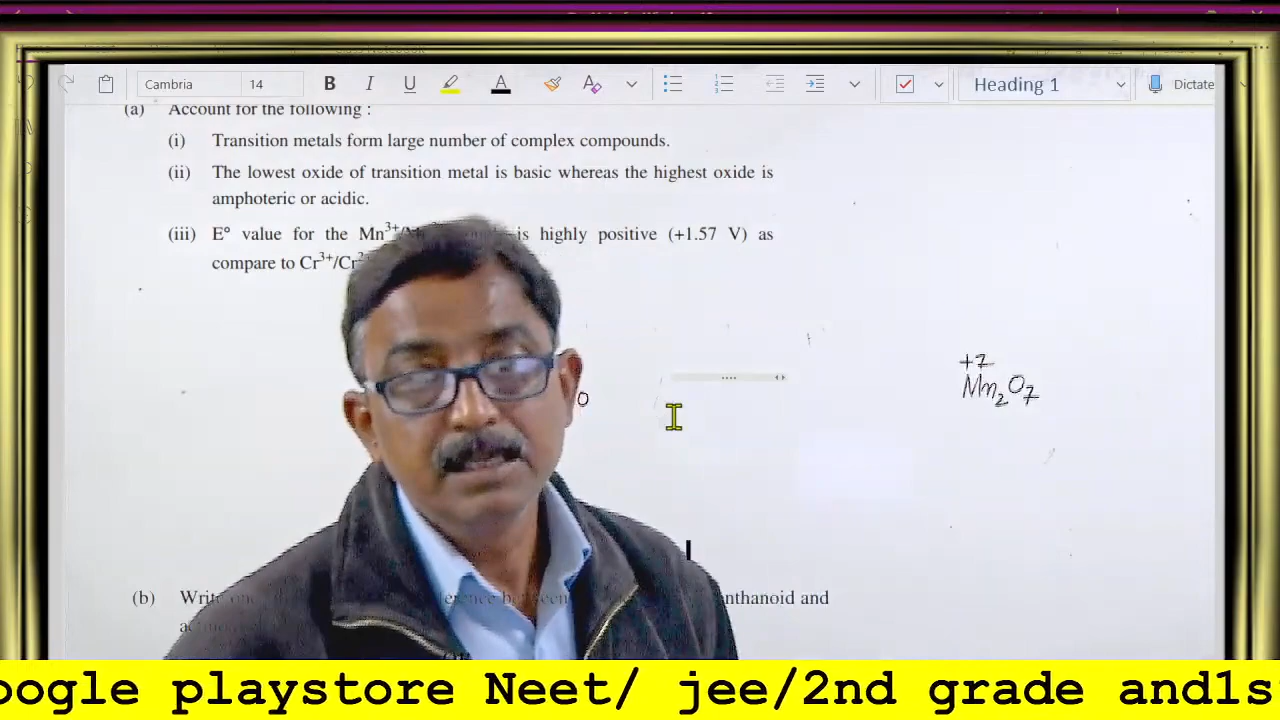 Cambria 14 B I U A A Heading 1 Dictate
(a) Account for the following :
(i) Transition metals form large number of complex compounds.
(ii) The lowest oxide of transition metal is basic whereas the highest oxide is
amphoteric or acidic.
(iii) E° value for the Mn³⁺/ is highly positive (+1.57 V) as
compare to Cr³⁺/Cr
+7
Mn₂O₇
O
(b) between anthanoid and
oogle playstore Neet/ jee/2nd grade and1s